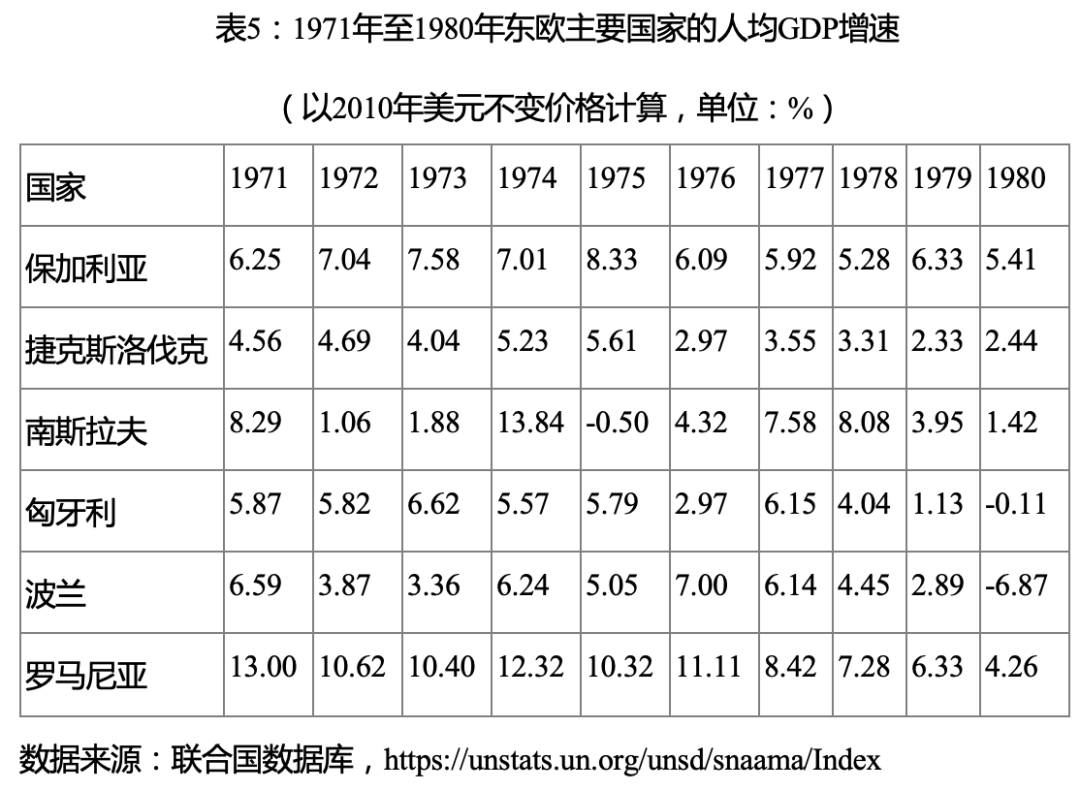 表5：1971年至1980年东欧主要国家的人均GDP增速
（以2010年美元不变价格计算，单位：%）
国家 1971 1972 1973 1974 1975 1976 1977 1978 1979 1980
保加利亚 6.25 7.04 7.58 7.01 8.33 6.09 5.92 5.28 6.33 5.41
捷克斯洛伐克 4.56 4.69 4.04 5.23 5.61 2.97 3.55 3.31 2.33 2.44
南斯拉夫 8.29 1.06 1.88 13.84 -0.50 4.32 7.58 8.08 3.95 1.42
匈牙利 5.87 5.82 6.62 5.57 5.79 2.97 6.15 4.04 1.13 -0.11
波兰 6.59 3.87 3.36 6.24 5.05 7.00 6.14 4.45 2.89 -6.87
罗马尼亚 13.00 10.62 10.40 12.32 10.32 11.11 8.42 7.28 6.33 4.26
数据来源：联合国数据库，https://unstats.un.org/unsd/snaama/Index